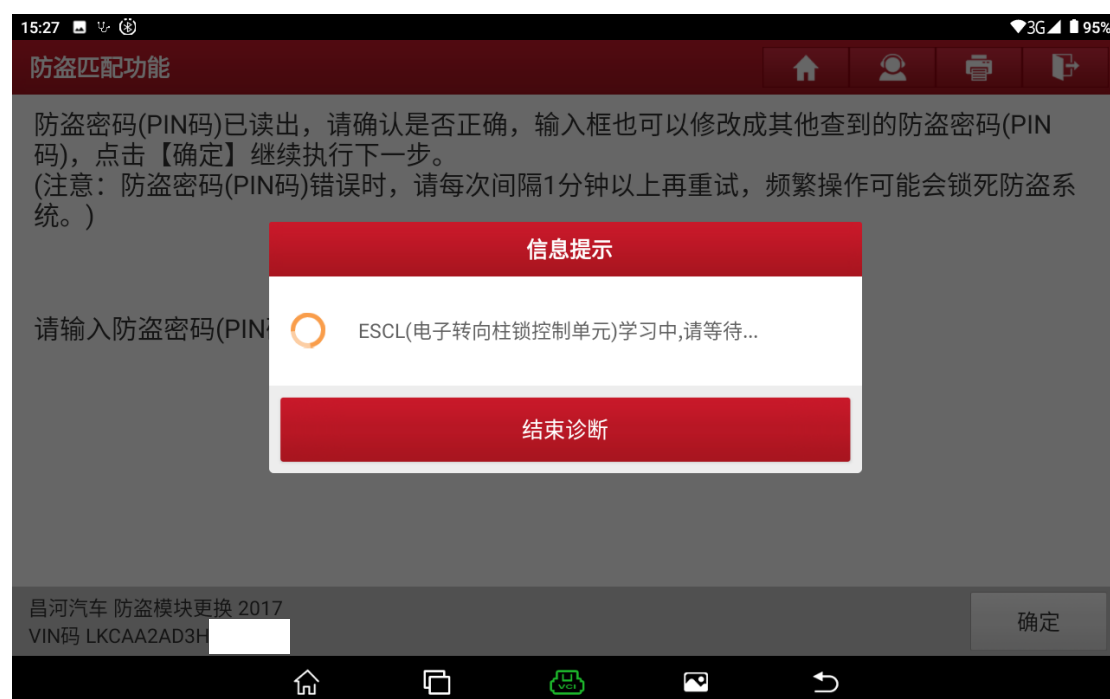 15:27
3G 95%
防盗匹配功能
防盗密码(PIN码)已读出，请确认是否正确，输入框也可以修改成其他查到的防盗密码(PIN
码)，点击【确定】继续执行下一步。
(注意：防盗密码(PIN码)错误时，请每次间隔1分钟以上再重试，频繁操作可能会锁死防盗系
统。)
信息提示
请输入防盗密码(PIN
ESCL(电子转向柱锁控制单元)学习中,请等待...
结束诊断
昌河汽车 防盗模块更换 2017
VIN码 LKCAA2AD3H
确定
VCI